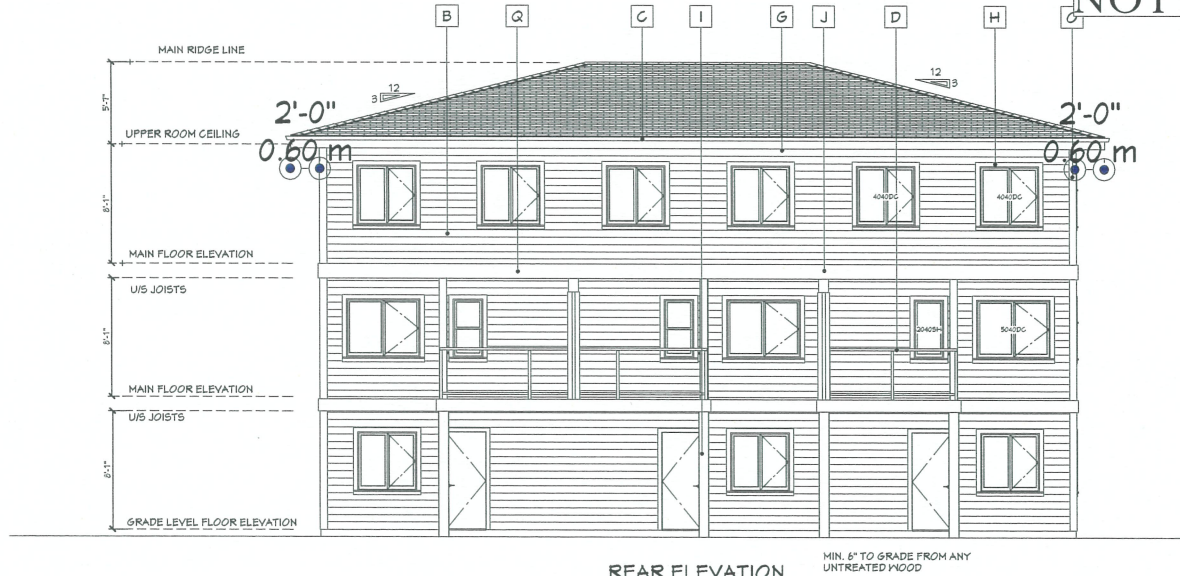 NOT
B Q C I G J D H O
MAIN RIDGE LINE
12
3
12
3
5'-7"
2'-0"
2'-0"
UPPER ROOM CEILING
0.60 m
0.60 m
8'-1"
4040DC
4040DC
MAIN FLOOR ELEVATION
U/S JOISTS
8'-1"
2040SH
5040DC
MAIN FLOOR ELEVATION
U/S JOISTS
8'-1"
GRADE LEVEL FLOOR ELEVATION
MIN. 6" TO GRADE FROM ANY
UNTREATED WOOD
REAR ELEVATION